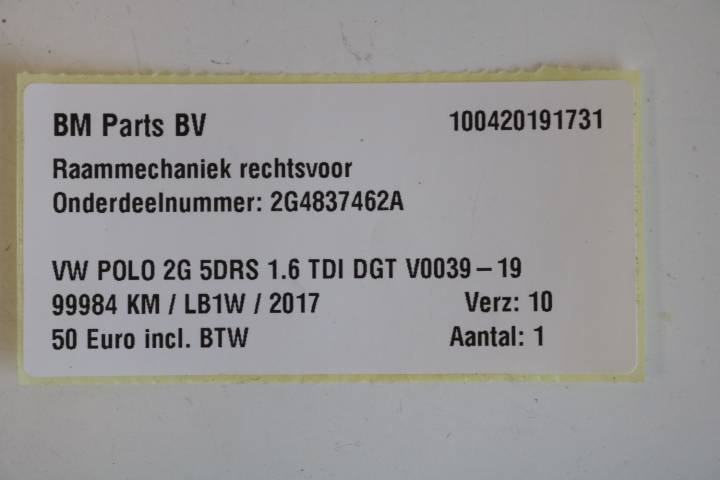 BM Parts BV 100420191731
Raammechaniek rechtsvoor
Onderdeelnummer: 2G4837462A
VW POLO 2G 5DRS 1.6 TDI DGT V0039 – 19
99984 KM / LB1W / 2017 Verz: 10
50 Euro incl. BTW Aantal: 1